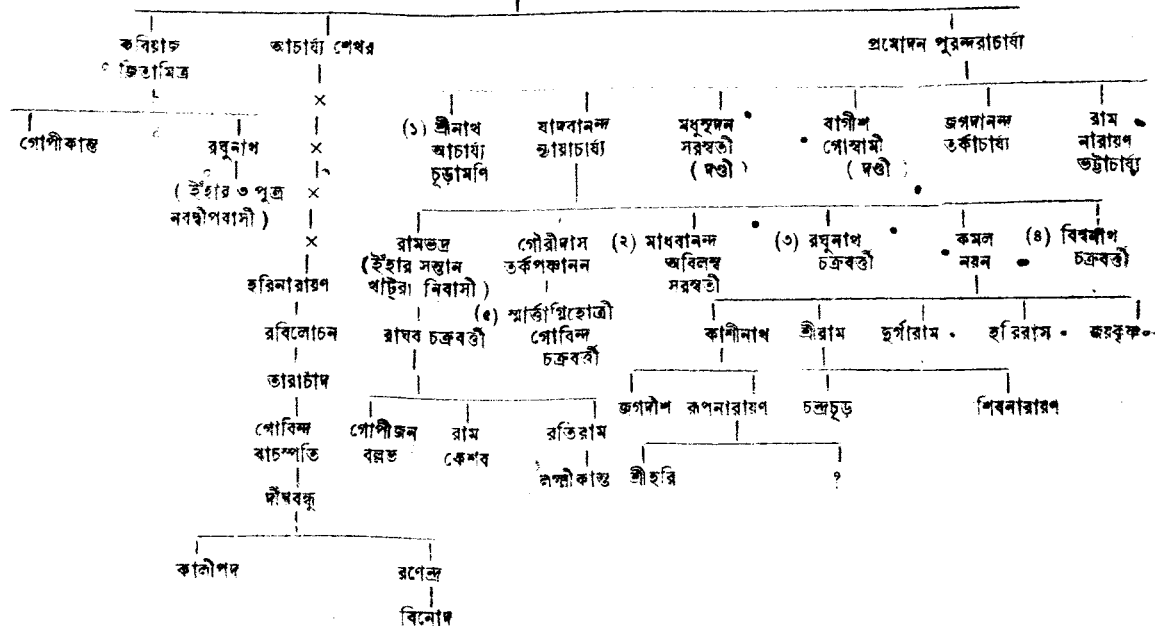 কবিরাজ
জিতামিত্র
আচার্য্য শেখর
প্রমোদন পুরন্দরাচার্য্য
গোপীকান্ত
রঘুনাথ
( ইঁহার ৩ পুত্র
নবদ্বীপবাসী )
×
×
×
×
(১) শ্রীনাথ
আচার্য্য
চূড়ামণি
যাদবানন্দ
ন্যায়াচার্য্য
মধুসূদন
সরস্বতী
( দণ্ডী )
বাগীশ
গোস্বামী
( দণ্ডী )
জগদানন্দ
তর্কাচার্য্য
রাম
নারায়ণ
ভট্টাচার্য্য
রামভদ্র
(ইঁহার সন্তান
খাটরা নিবাসী )
গৌরীদাস
তর্কপঞ্চানন
(২) মাধবানন্দ
অবিলম্ব
সরস্বতী
(৩) রঘুনাথ
চক্রবর্ত্তী
কমল
নয়ন
(৪) বিশ্বনাথ
চক্রবর্ত্তী
হরিনারায়ণ
রবিলোচন
রাঘব চক্রবর্ত্তী
(৫) স্মার্ত্তাগ্নিহোত্রী
গোবিন্দ
চক্রবর্ত্তী
কাশীনাথ
শ্রীরাম
দুর্গারাম
হরিরাম
জয়কৃষ্ণ
তারাচাঁদ
গোবিন্দ
বাচস্পতি
গোপীজন
বল্লভ
রাম
কেশব
রতিরাম
লক্ষ্মীকান্ত
জগদীশ
রূপনারায়ণ
চন্দ্রচূড়
শিবনারায়ণ
শ্রীহরি
?
দীনবন্ধু
কালীপদ
রণেন্দ্র
বিনোদ